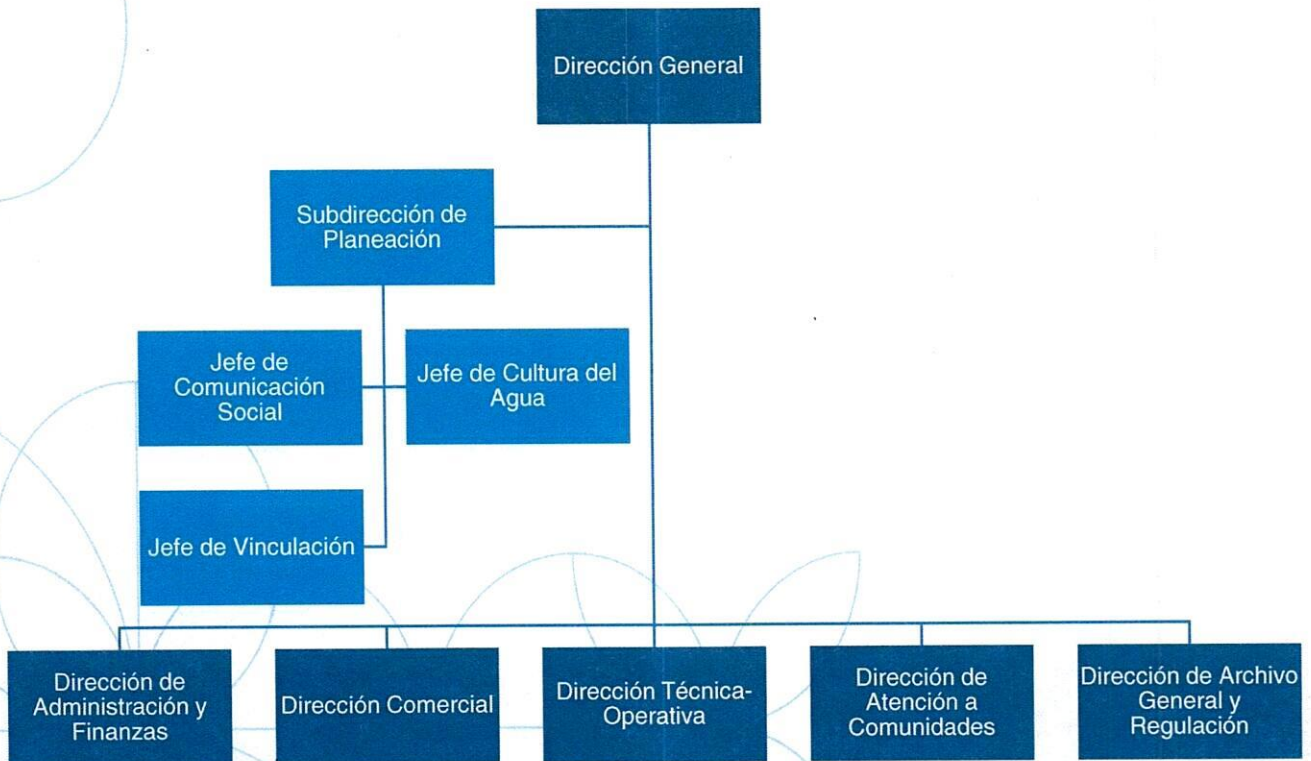 Dirección General
Subdirección de
Planeación
Jefe de
Comunicación
Social
Jefe de Cultura del
Agua
Jefe de Vinculación
Dirección de
Administración y
Finanzas
Dirección Comercial
Dirección Técnica-
Operativa
Dirección de
Atención a
Comunidades
Dirección de Archivo
General y
Regulación